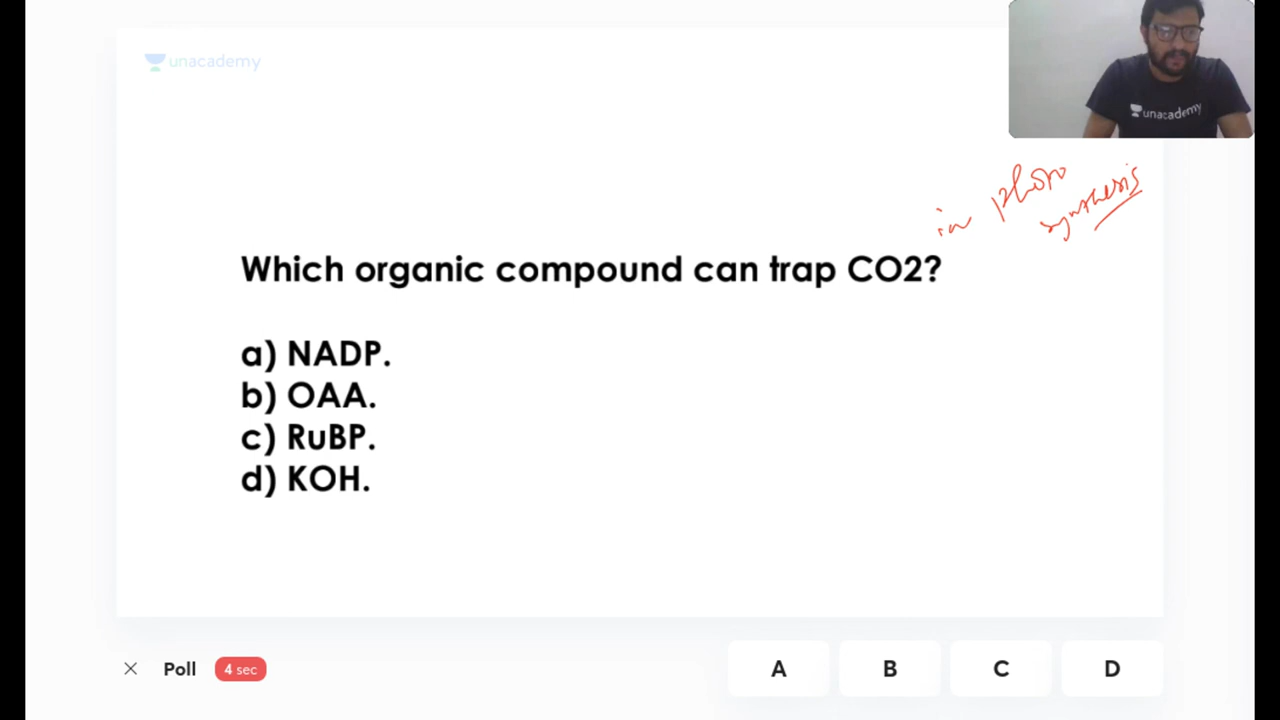 unacademy
unacademy
in photo
synthesis
Which organic compound can trap CO2?
a) NADP.
b) OAA.
c) RuBP.
d) KOH.
Poll 4 sec A B C D